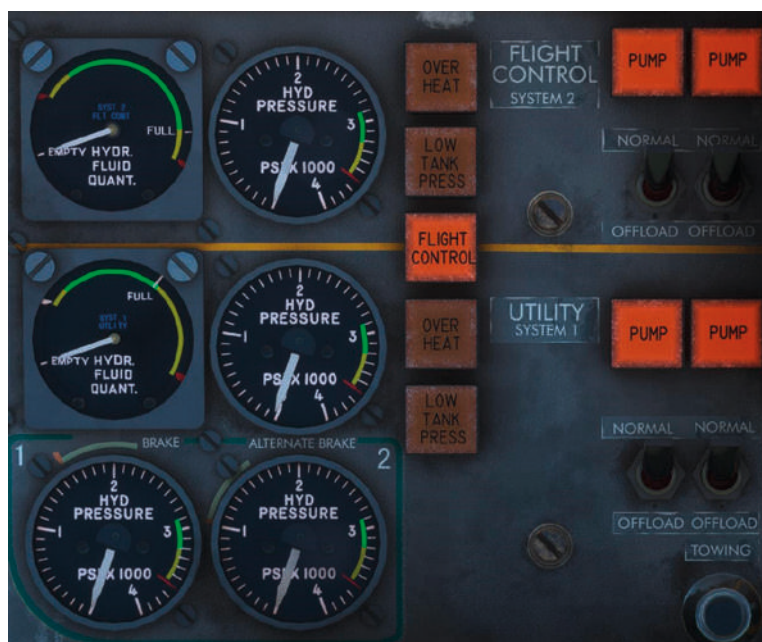 SYST 2
FLT CONT
FULL
EMPTY HYDR.
FLUID
QUANT.
2
HYD
PRESSURE
1
3
PSI X 1000
4
OVER
HEAT
LOW
TANK
PRESS
FLIGHT
CONTROL
SYSTEM 2
PUMP
PUMP
NORMAL NORMAL
OFFLOAD OFFLOAD
FLIGHT
CONTROL
SYST 1
UTILITY
FULL
EMPTY HYDR.
FLUID
QUANT.
2
HYD
PRESSURE
1
3
PSI X 1000
4
OVER
HEAT
LOW
TANK
PRESS
UTILITY
SYSTEM 1
PUMP
PUMP
NORMAL NORMAL
OFFLOAD OFFLOAD
TOWING
1
BRAKE
ALTERNATE BRAKE
2
2
HYD
PRESSURE
1
3
PSI X 1000
4
2
HYD
PRESSURE
1
3
PSI X 1000
4